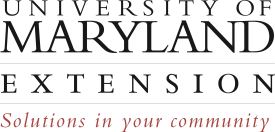 UNIVERSITY OF
MARYLAND
EXTENSION
Solutions in your community